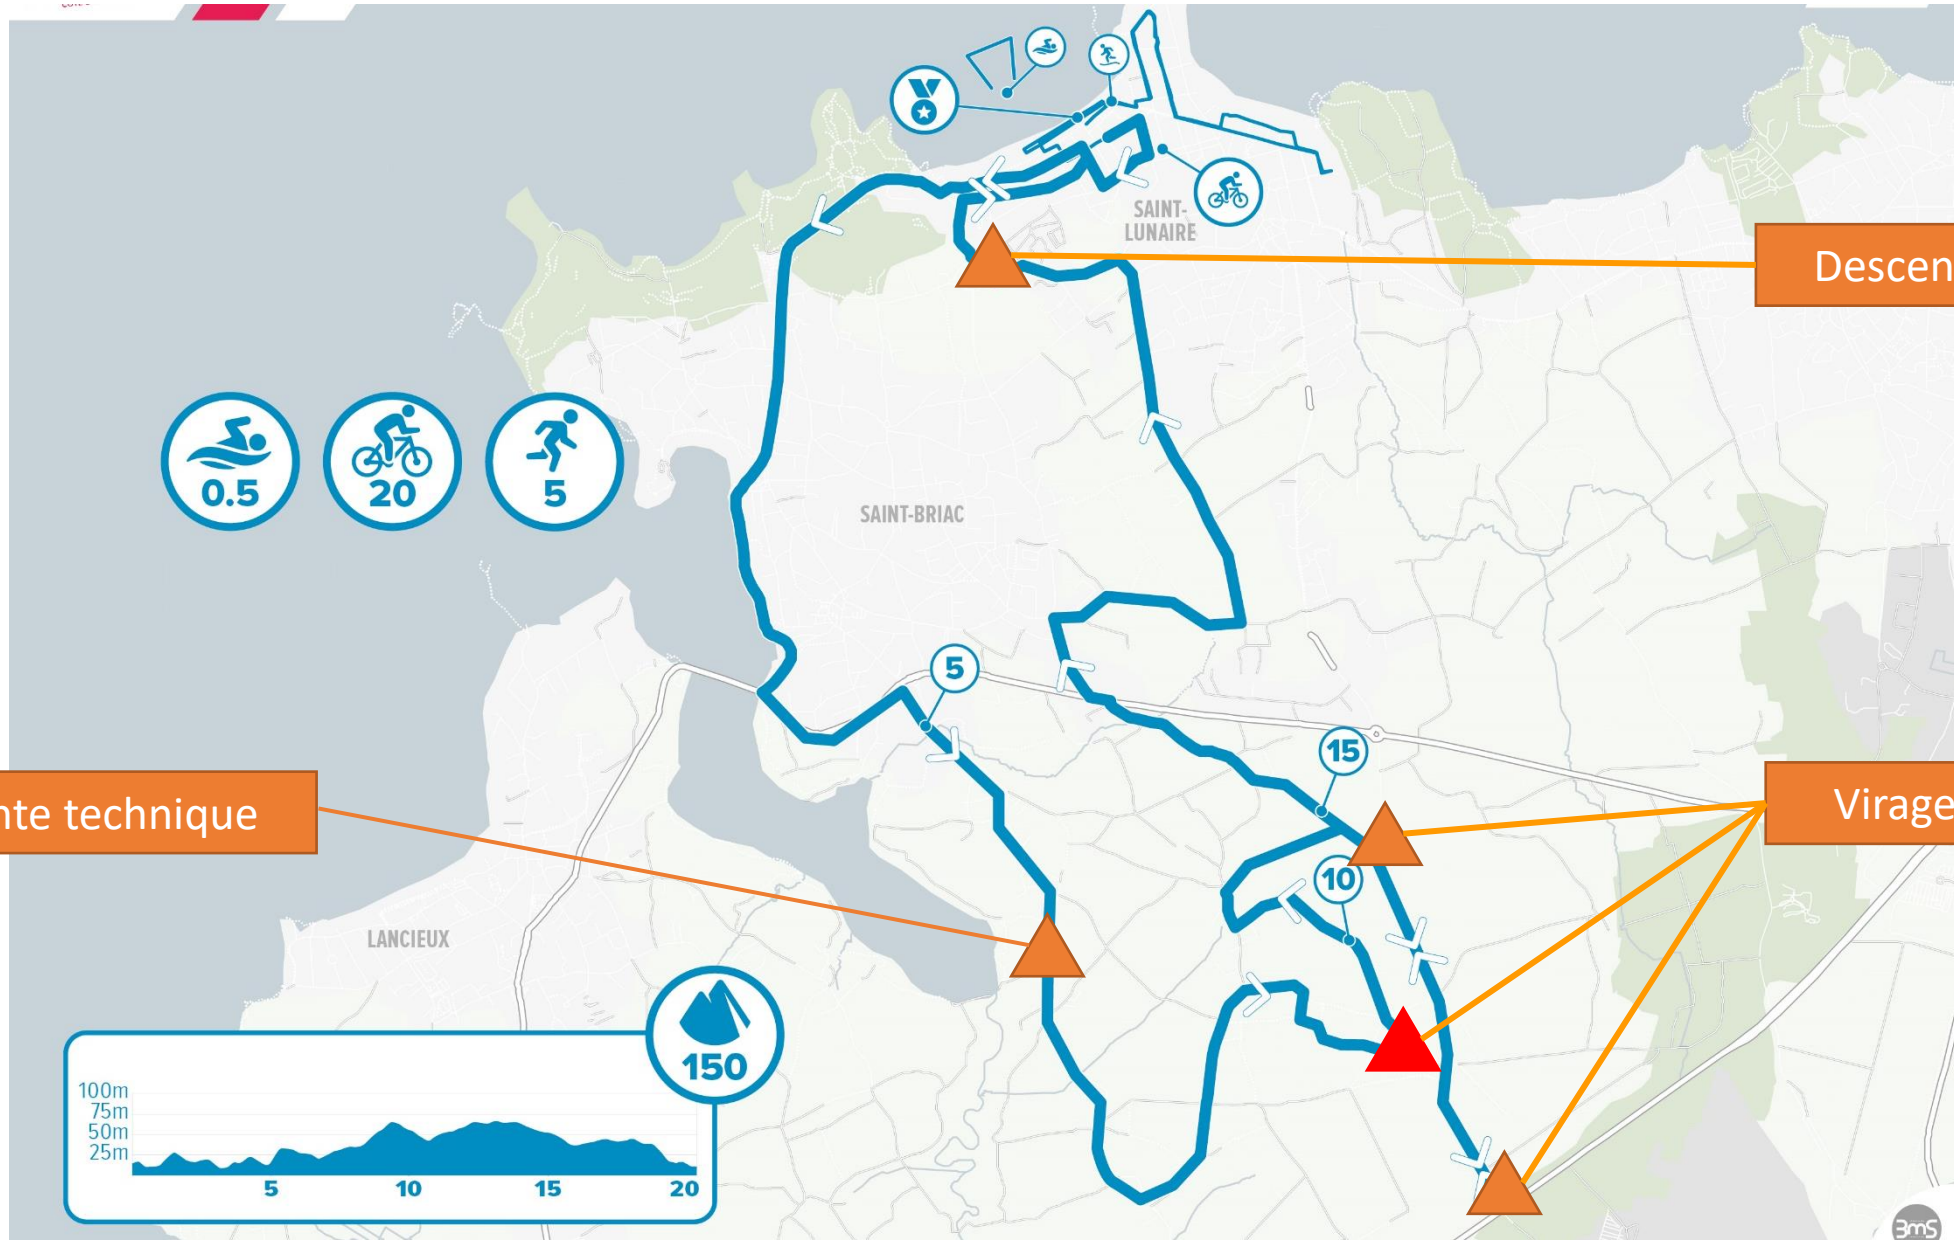 SAINT-
LUNAIRE
Descen
0.5
20
5
SAINT-BRIAC
5
15
nte technique
Virage
10
LANCIEUX
150
100m
75m
50m
25m
5
10
15
20
3mS